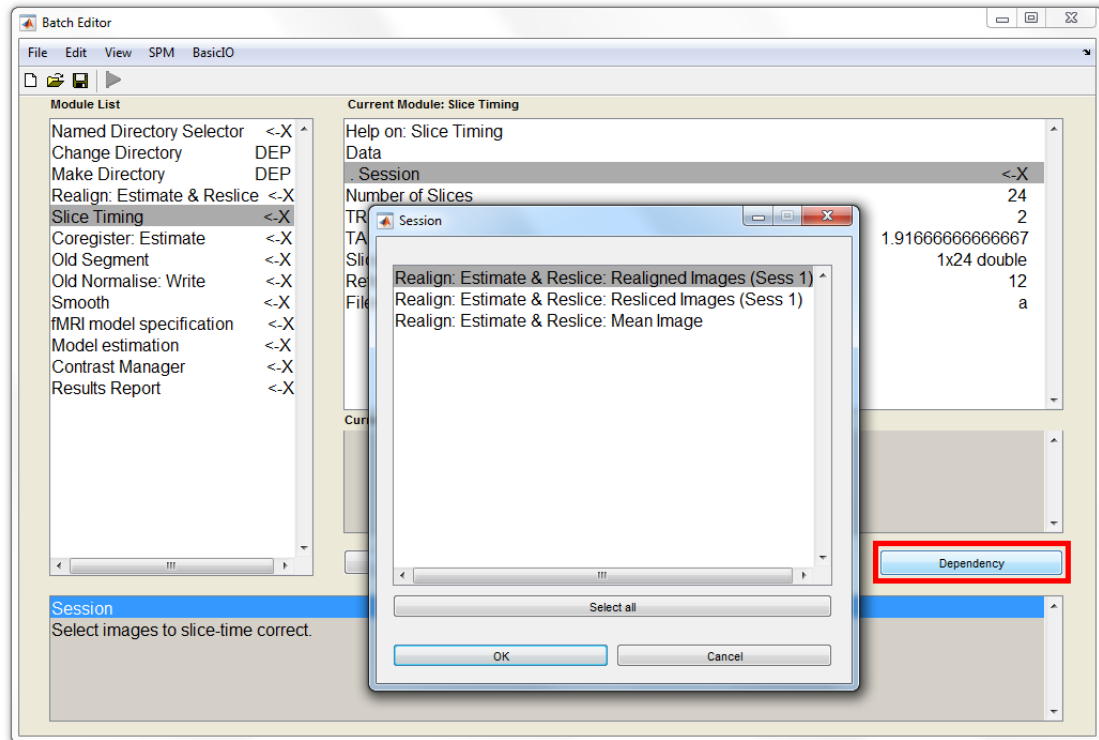 Batch Editor
File Edit View SPM BasicIO
Module List
Named Directory Selector <-X
Change Directory DEP
Make Directory DEP
Realign: Estimate & Reslice <-X
Slice Timing <-X
Coregister: Estimate <-X
Old Segment <-X
Old Normalise: Write <-X
Smooth <-X
fMRI model specification <-X
Model estimation <-X
Contrast Manager <-X
Results Report <-X
Current Module: Slice Timing
Help on: Slice Timing
Data
. Session <-X
Number of Slices 24
TR 2
TA 1.91666666666667
Slic 1x24 double
Re 12
File a
Curr
Session
Realign: Estimate & Reslice: Realigned Images (Sess 1)
Realign: Estimate & Reslice: Resliced Images (Sess 1)
Realign: Estimate & Reslice: Mean Image
Select all
OK Cancel
Dependency
Session
Select images to slice-time correct.